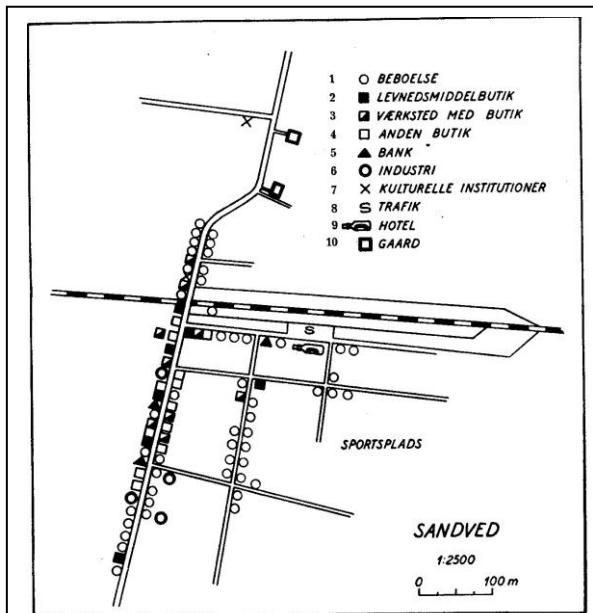 1 BEBOELSE
2 LEVNEDSMIDDELBUTIK
3 VÆRKSTED MED BUTIK
4 ANDEN BUTIK
5 BANK
6 INDUSTRI
7 KULTURELLE INSTITUTIONER
8 S TRAFIK
9 HOTEL
10 GAARD
S
SPORTSPLADS
SANDVED
1:2500
0 100 m